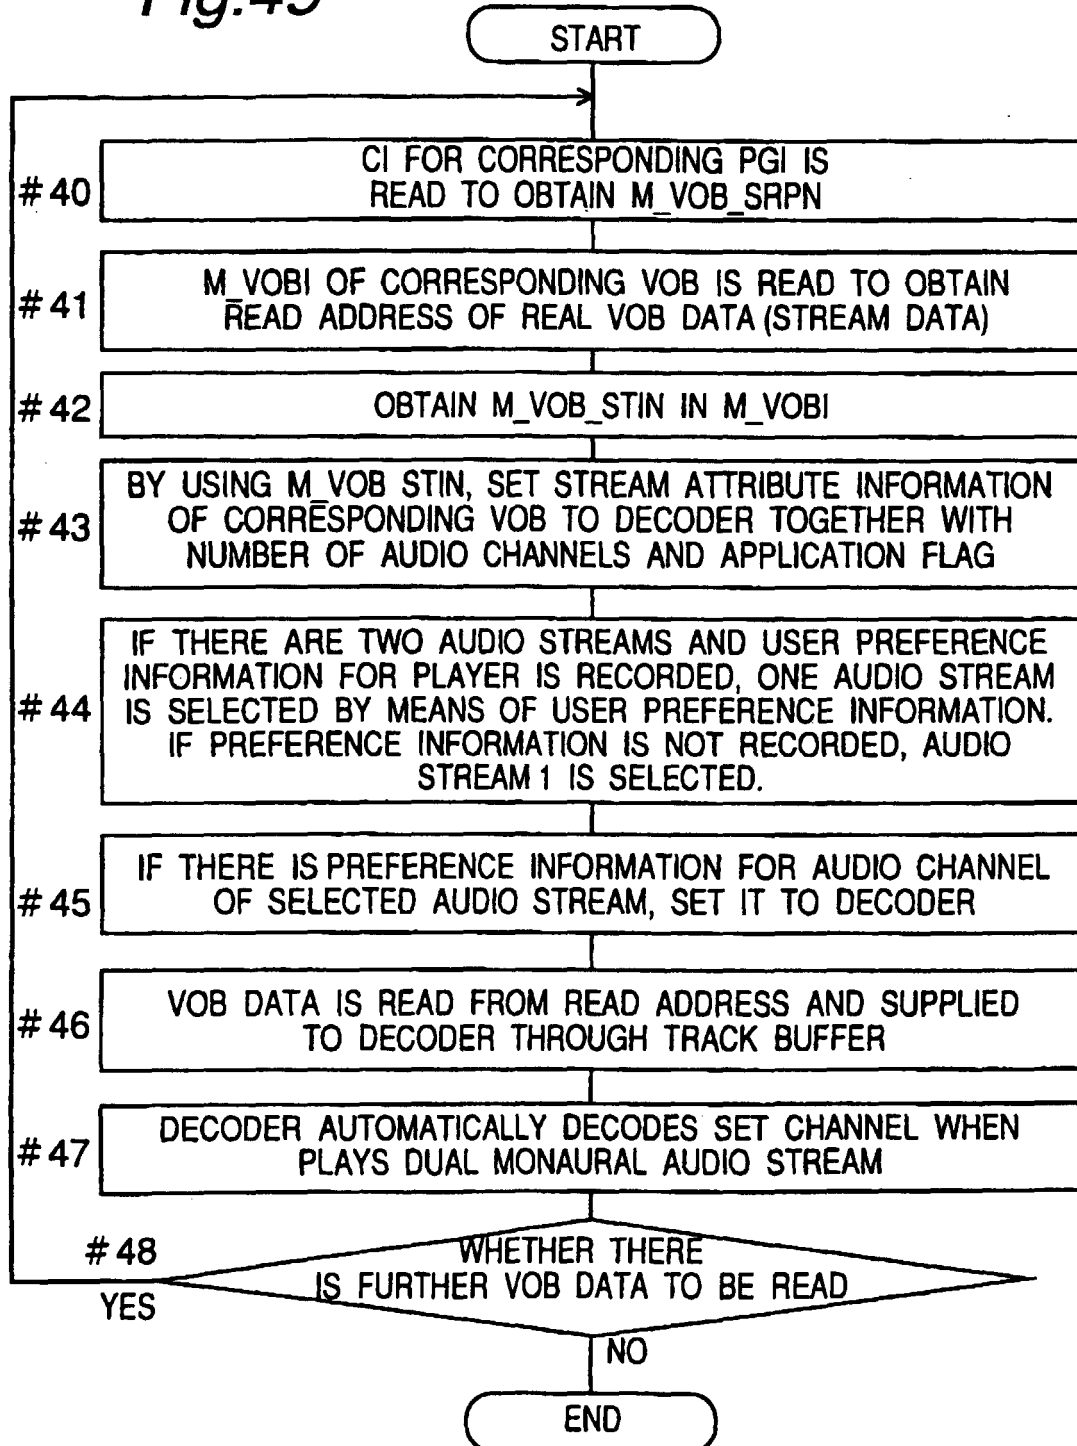 Fig.49
START
#40
CI FOR CORRESPONDING PGI IS
READ TO OBTAIN M_VOB_SRPN
#41
M_VOBI OF CORRESPONDING VOB IS READ TO OBTAIN
READ ADDRESS OF REAL VOB DATA (STREAM DATA)
#42
OBTAIN M_VOB_STIN IN M_VOBI
#43
BY USING M_VOB STIN, SET STREAM ATTRIBUTE INFORMATION
OF CORRESPONDING VOB TO DECODER TOGETHER WITH
NUMBER OF AUDIO CHANNELS AND APPLICATION FLAG
#44
IF THERE ARE TWO AUDIO STREAMS AND USER PREFERENCE
INFORMATION FOR PLAYER IS RECORDED, ONE AUDIO STREAM
IS SELECTED BY MEANS OF USER PREFERENCE INFORMATION.
IF PREFERENCE INFORMATION IS NOT RECORDED, AUDIO
STREAM 1 IS SELECTED.
#45
IF THERE IS PREFERENCE INFORMATION FOR AUDIO CHANNEL
OF SELECTED AUDIO STREAM, SET IT TO DECODER
#46
VOB DATA IS READ FROM READ ADDRESS AND SUPPLIED
TO DECODER THROUGH TRACK BUFFER
#47
DECODER AUTOMATICALLY DECODES SET CHANNEL WHEN
PLAYS DUAL MONAURAL AUDIO STREAM
#48
WHETHER THERE
IS FURTHER VOB DATA TO BE READ
YES
NO
END